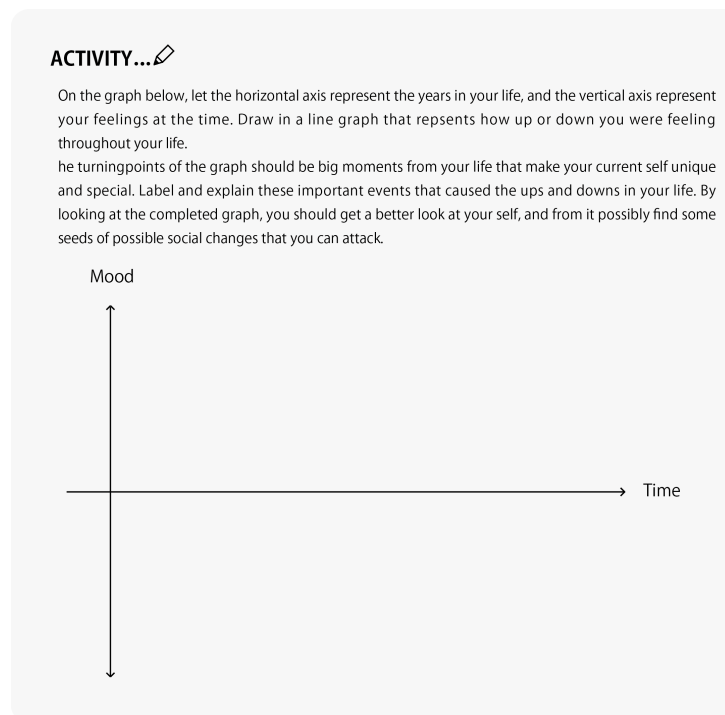 ACTIVITY...
On the graph below, let the horizontal axis represent the years in your life, and the vertical axis represent
your feelings at the time. Draw in a line graph that repsents how up or down you were feeling
throughout your life.
he turningpoints of the graph should be big moments from your life that make your current self unique
and special. Label and explain these important events that caused the ups and downs in your life. By
looking at the completed graph, you should get a better look at your self, and from it possibly find some
seeds of possible social changes that you can attack.
Mood
Time